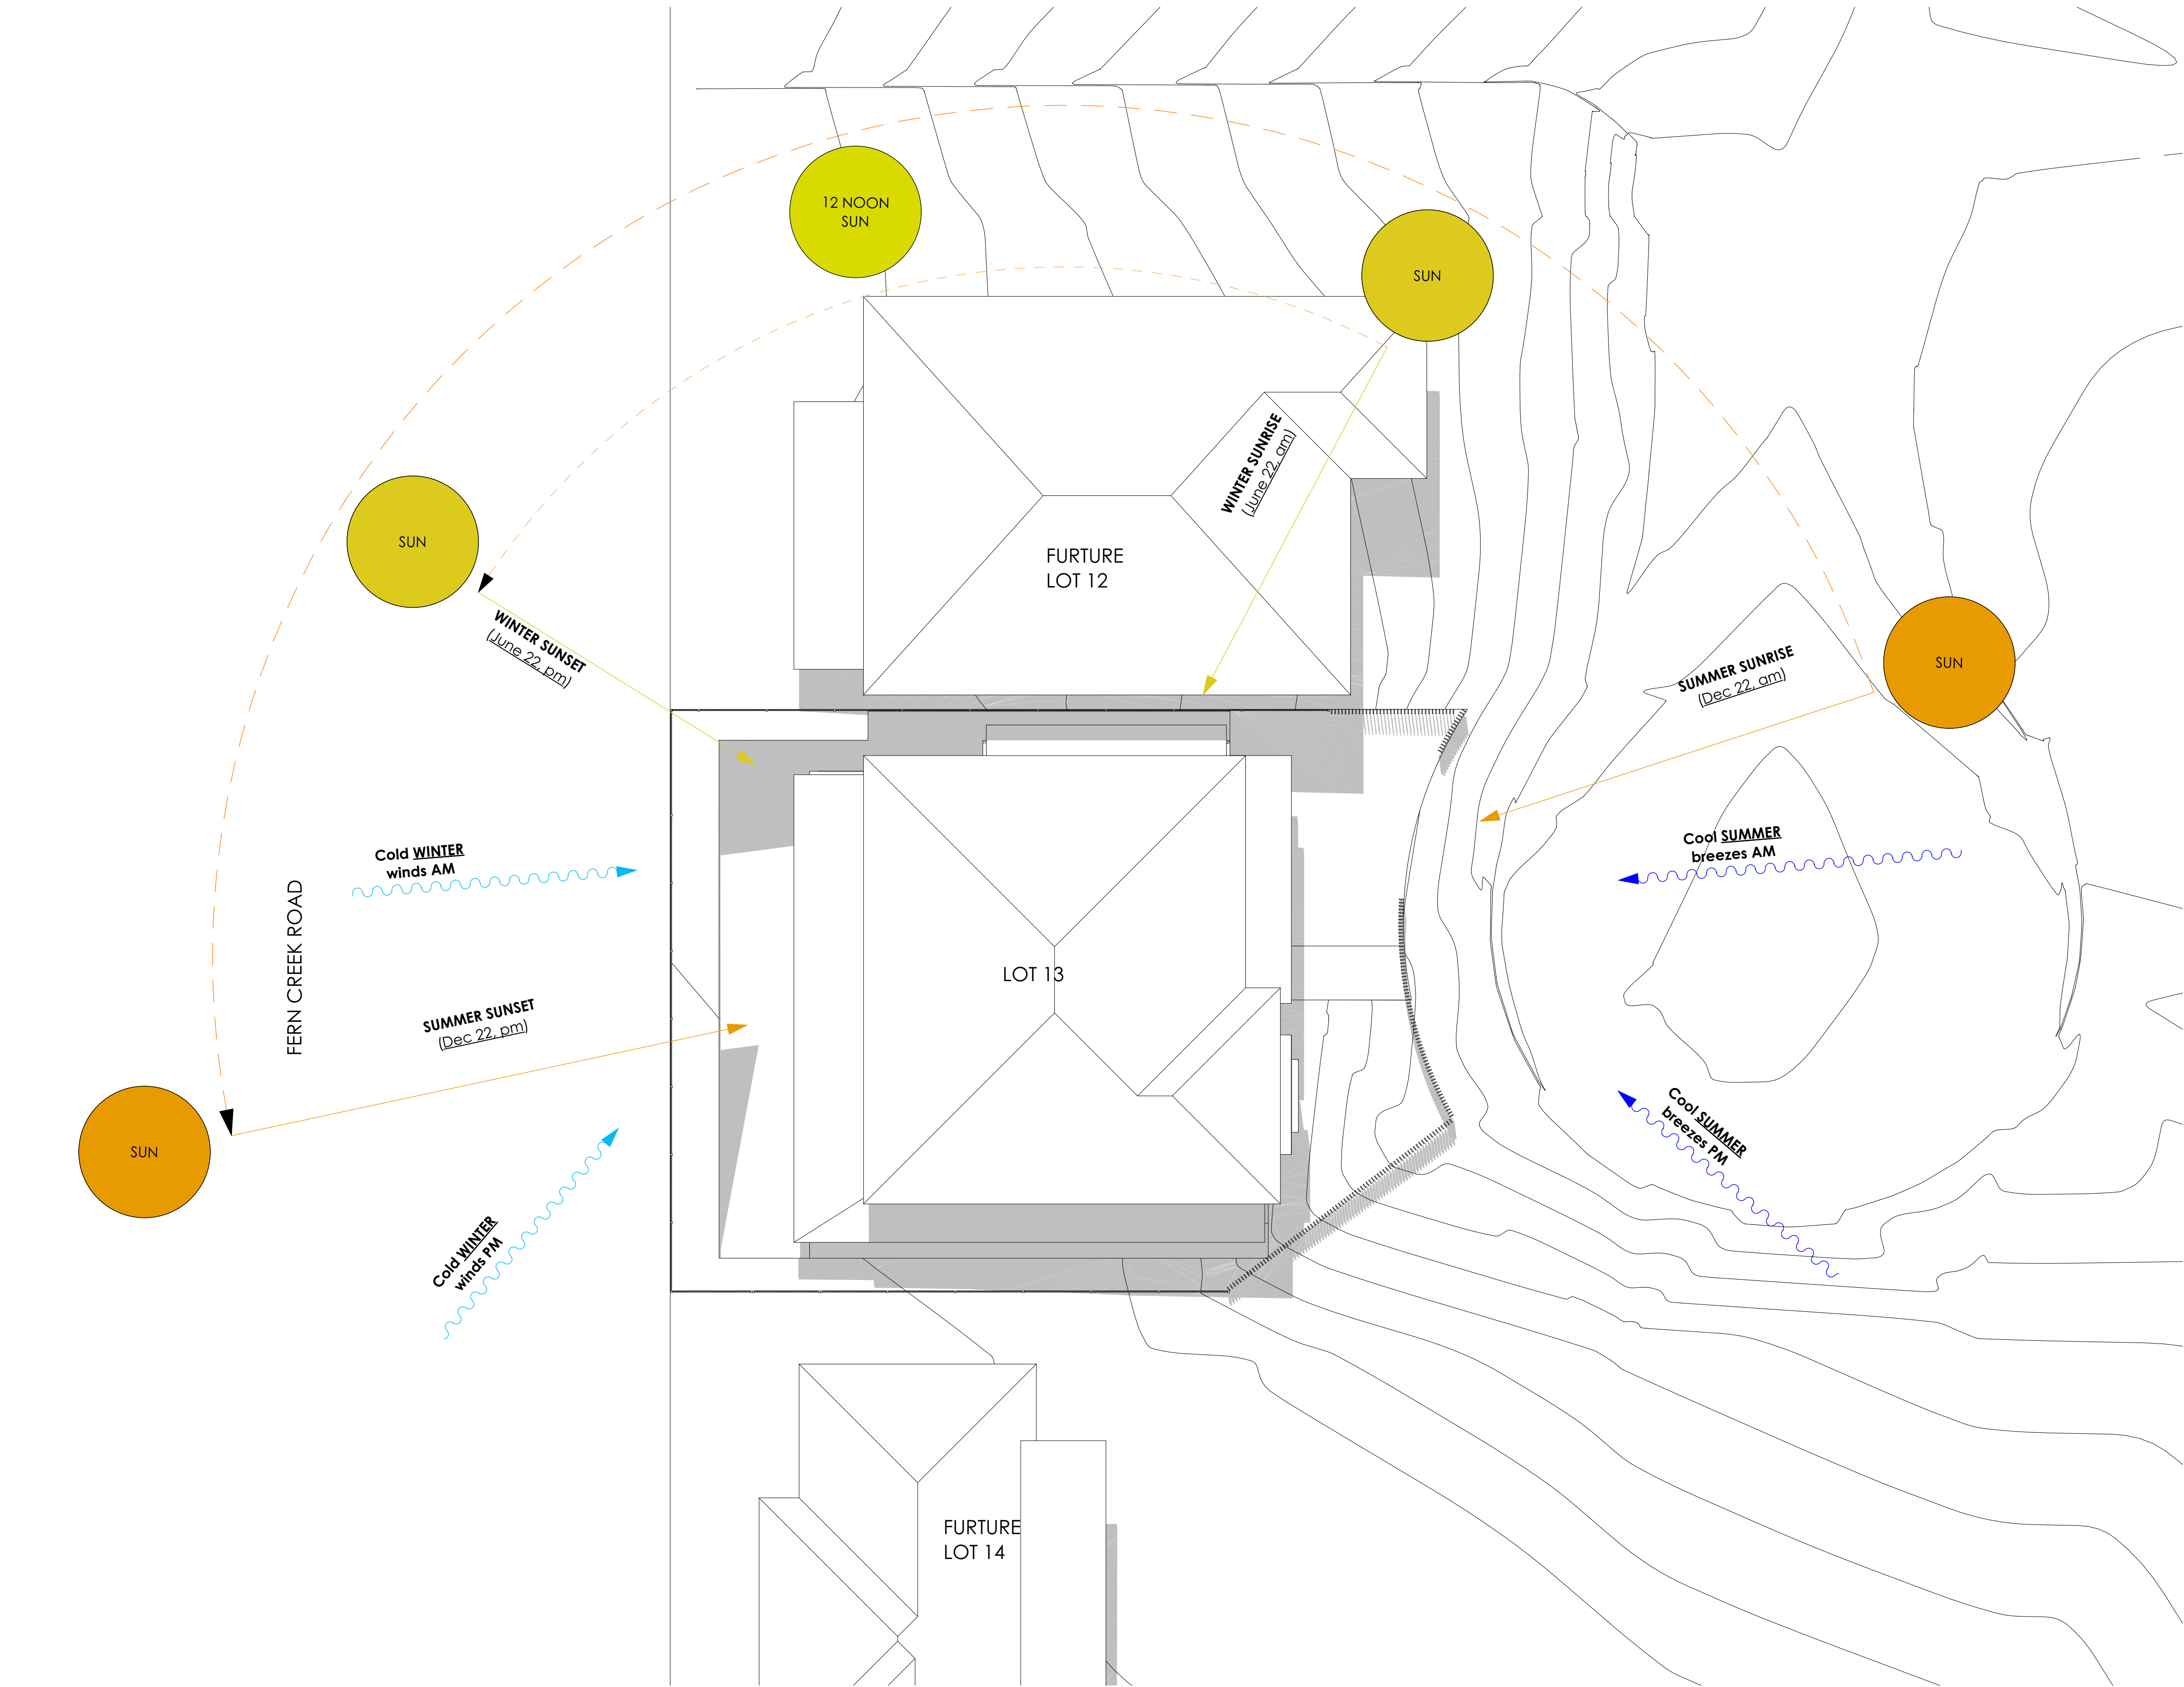 12 NOON
SUN
SUN
SUN
WINTER SUNRISE
(June 22, am)
FURTURE
LOT 12
WINTER SUNSET
(June 22, pm)
SUMMER SUNRISE
(Dec 22, am)
SUN
Cold WINTER
winds AM
Cool SUMMER
breezes AM
FERN CREEK ROAD
LOT 13
SUMMER SUNSET
(Dec 22, pm)
SUN
Cool SUMMER
breezes PM
Cold WINTER
winds PM
FURTURE
LOT 14